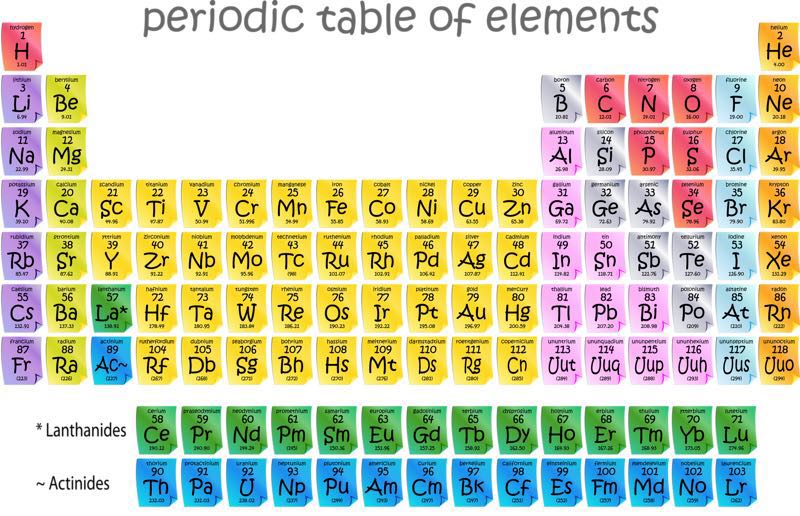 periodic table of elements
hydrogen helium
1 2
H He
1.01 4.00
lithium berillium boron carbon nitrogen oxygen fluorine neon
3 4 5 6 7 8 9 10
Li Be B C N O F Ne
6.94 9.01 10.81 12.01 14.01 16.00 19.00 20.18
sodium magnesium aluminum silicon phosphorus sulphur chlorine argon
11 12 13 14 15 16 17 18
Na Mg Al Si P S Cl Ar
22.99 24.31 26.98 28.09 30.97 32.06 35.45 39.95
potassium calcium scandium titanium vanadium chromium manganese iron cobalt nickel copper zinc gallium germanium arsenic selenium bromine krypton
19 20 21 22 23 24 25 26 27 28 29 30 31 32 33 34 35 36
K Ca Sc Ti V Cr Mn Fe Co Ni Cu Zn Ga Ge As Se Br Kr
39.10 40.08 44.96 47.87 50.94 51.996 54.94 55.85 58.93 58.69 63.55 65.38 69.72 72.63 74.92 78.96 79.90 83.80
rubidium strontium yttrium zirconium niobium molybdenum technetium ruthenium rhodium palladium silver cadmium indium tin antimony tellurium iodine xenon
37 38 39 40 41 42 43 44 45 46 47 48 49 50 51 52 53 54
Rb Sr Y Zr Nb Mo Tc Ru Rh Pd Ag Cd In Sn Sb Te I Xe
85.47 87.62 88.91 91.22 92.91 95.96 (98) 101.07 102.91 106.42 107.87 112.41 114.82 118.71 121.76 127.60 126.90 131.29
caesium barium lanthanum hafnium tantalum tungsten rhenium osmium iridium platinum gold mercury thallium lead bismuth polonium astatine radon
55 56 57 72 73 74 75 76 77 78 79 80 81 82 83 84 85 86
Cs Ba La* Hf Ta W Re Os Ir Pt Au Hg Tl Pb Bi Po At Rn
132.91 137.33 138.91 178.49 180.95 183.84 186.21 190.23 192.22 195.08 196.97 200.59 204.38 207.20 208.98 (209) (210) (222)
francium radium actinium rutherfordium dubnium seaborgium bohrium hassium meitnerium darmstadtium roentgenium copernicium ununtrium ununquadium ununpentium ununhexium ununseptium ununoctium
87 88 89 104 105 106 107 108 109 110 111 112 113 114 115 116 117 118
Fr Ra AC~ Rf Db Sg Bh Hs Mt Ds Rg Cn Uut Uuq Uup Uuh Uus Uuo
(223) (226) (227) (267) (268) (271) (272) (270) (276) (281) (280) (285) (284) (289) (288) (293) (294) (294)
cerium praseodymium neodymium promethium samarium europium gadolinium terbium dysprosium holmium erbium thulium ytterbium lutetium
58 59 60 61 62 63 64 65 66 67 68 69 70 71
* Lanthanides Ce Pr Nd Pm Sm Eu Gd Tb Dy Ho Er Tm Yb Lu
144.24 (145) 150.36 151.96 157.25 158.92 162.50 164.93 167.26 168.93 173.05 174.96
thorium protactinium uranium neptunium plutonium americium curium berkelium californium einsteinium fermium mendelevium nobelium lawrencium
90 91 92 93 94 95 96 97 98 99 100 101 102 103
~ Actinides Th Pa U Np Pu Am Cm Bk Cf Es Fm Md No Lr
232.03 231.03 238.02 (237) (244) (243) (247) (247) (251) (252) (257) (258) (259) (262)